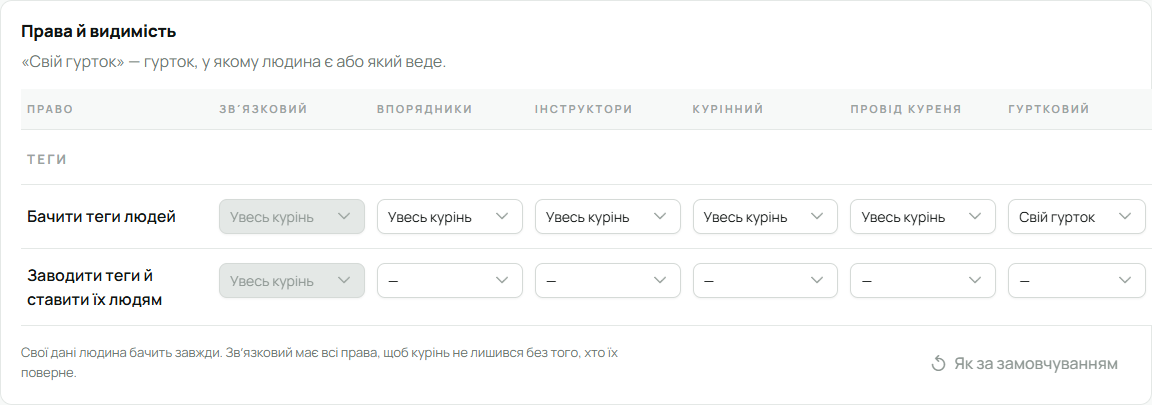 Права й видимість
«Свій гурток» — гурток, у якому людина є або який веде.
ПРАВО ЗВ'ЯЗКОВИЙ ВПОРЯДНИКИ ІНСТРУКТОРИ КУРІННИЙ ПРОВІД КУРЕНЯ ГУРТКОВИЙ
ТЕГИ
Бачити теги людей Увесь курінь Увесь курінь Увесь курінь Увесь курінь Увесь курінь Свій гурток
Заводити теги й
ставити їх людям Увесь курінь — — — — —
Свої дані людина бачить завжди. Зв'язковий має всі права, щоб курінь не лишився без того, хто їх
поверне.
Як за замовчуванням